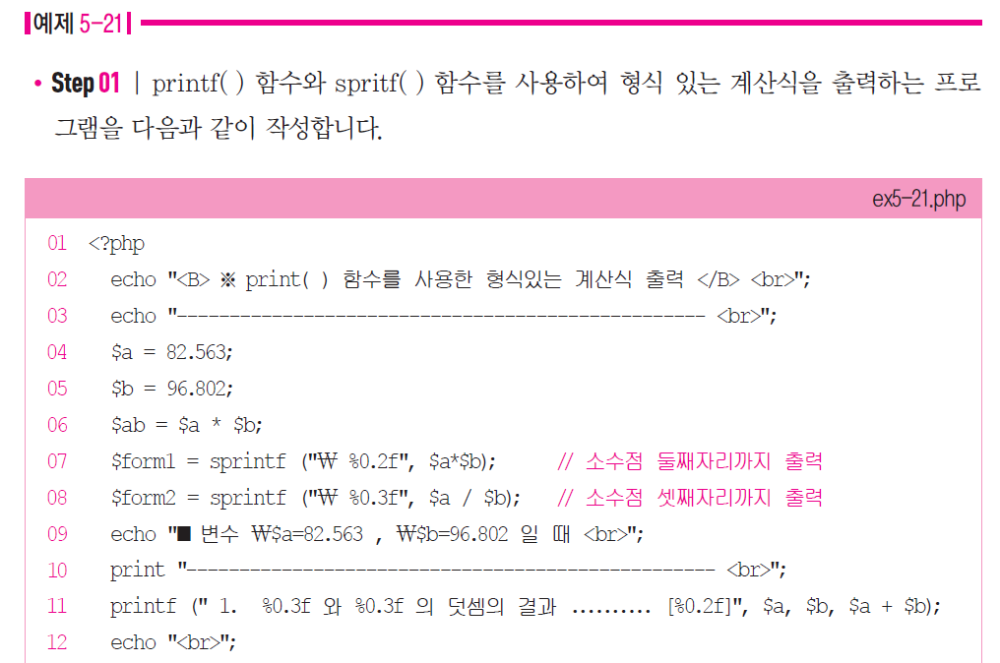 예제 5-21
• Step 01 | printf( ) 함수와 spritf( ) 함수를 사용하여 형식 있는 계산식을 출력하는 프로
그램을 다음과 같이 작성합니다.
ex5-21.php
01 <?php
02 echo "<B> ※ print( ) 함수를 사용한 형식있는 계산식 출력 </B> <br>";
03 echo "-------------------------------------------------- <br>";
04 $a = 82.563;
05 $b = 96.802;
06 $ab = $a * $b;
07 $form1 = sprintf ("₩ %0.2f", $a*$b); // 소수점 둘째자리까지 출력
08 $form2 = sprintf ("₩ %0.3f", $a / $b); // 소수점 셋째자리까지 출력
09 echo "■ 변수 ₩$a=82.563 , ₩$b=96.802 일 때 <br>";
10 print "-------------------------------------------------- <br>";
11 printf (" 1. %0.3f 와 %0.3f 의 덧셈의 결과 .......... [%0.2f]", $a, $b, $a + $b);
12 echo "<br>";